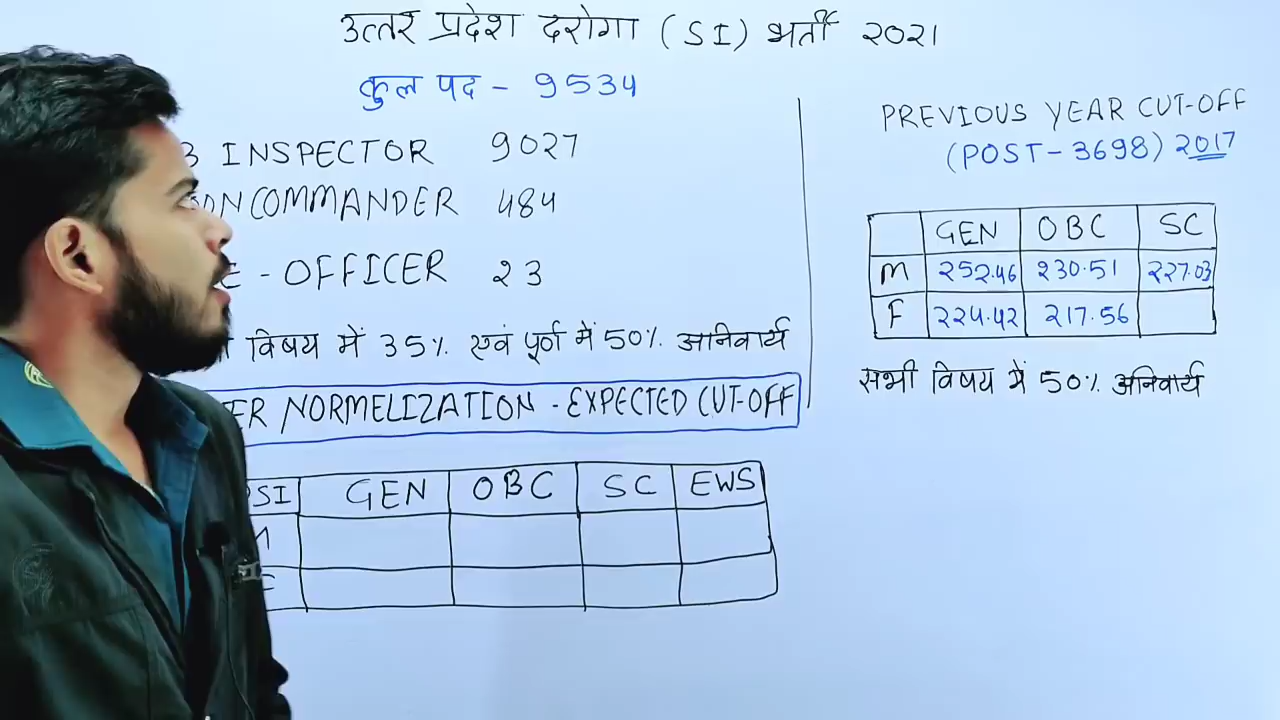 उत्तर प्रदेश दरोगा (SI) भर्ती 2021
कुल पद - 9534
INSPECTOR 9027
COMMANDER 484
- OFFICER 23
विषय में 35% एवं पूर्ण में 50% अनिवार्य
NORMELIZATION - EXPECTED CUT-OFF
GEN OBC SC EWS
PREVIOUS YEAR CUT-OFF
(POST-3698) 2017
GEN OBC SC
M 252.46 230.51 227.03
F 224.42 217.56
सभी विषय में 50% अनिवार्य